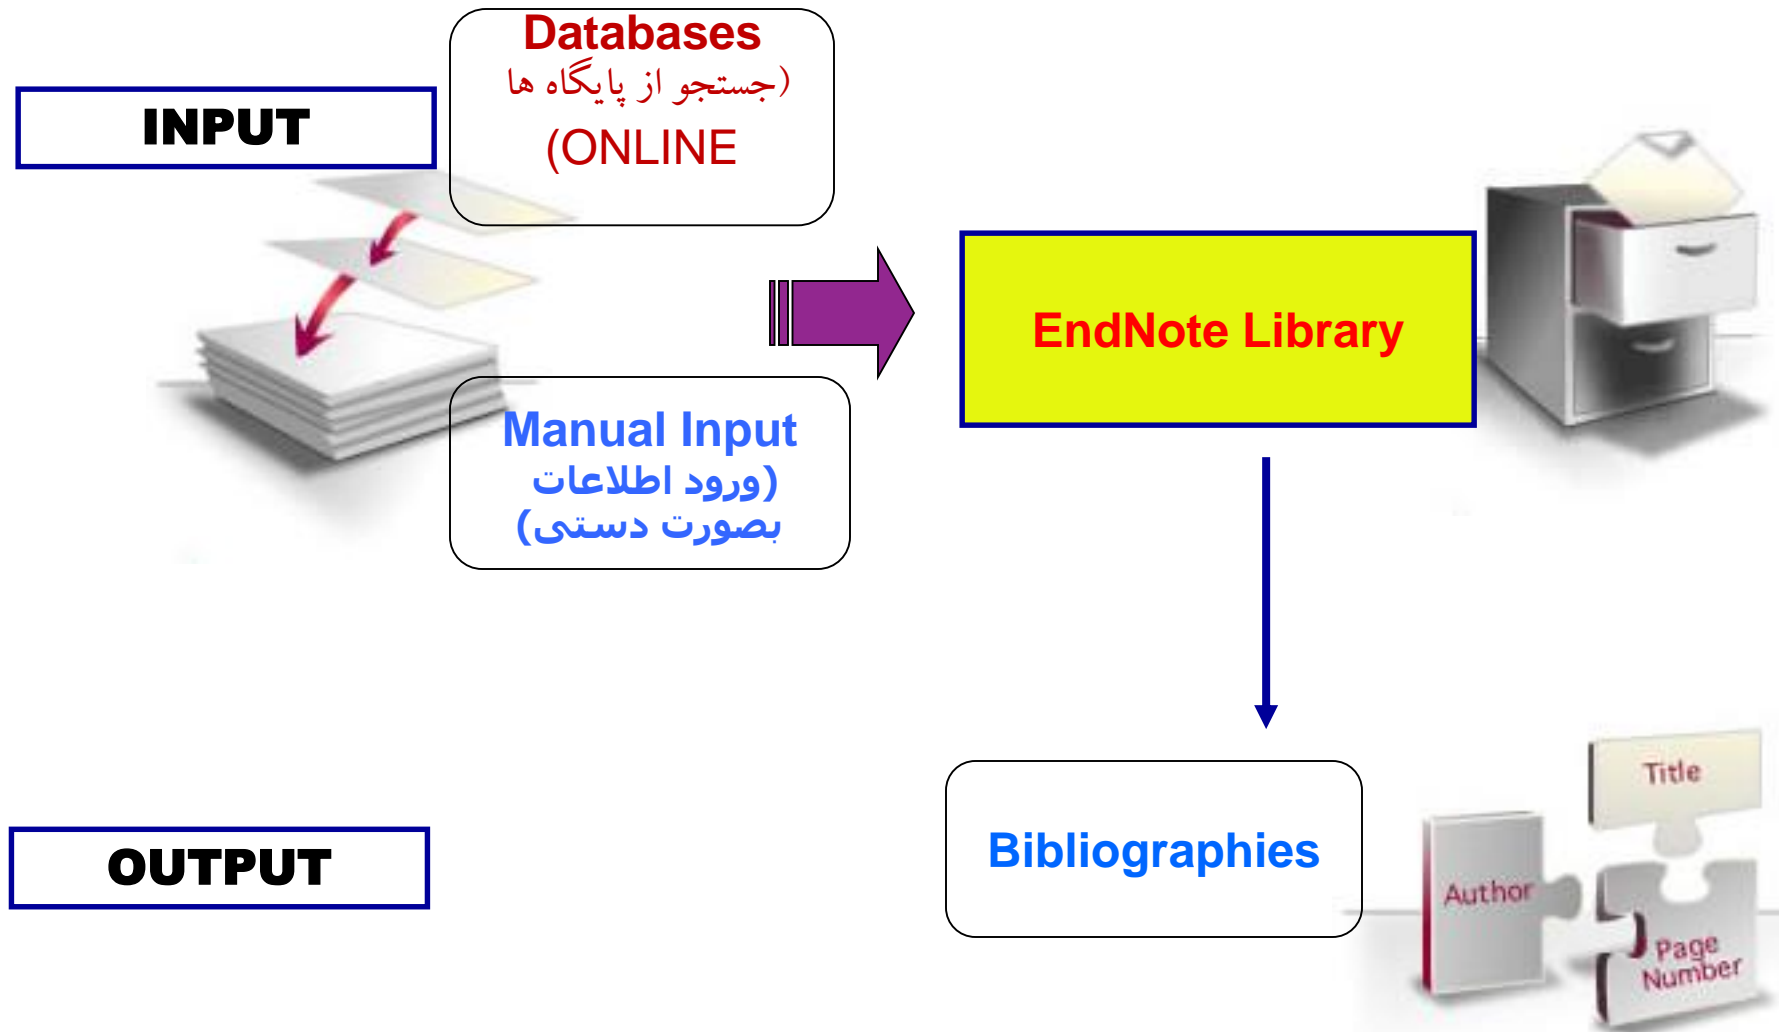 INPUT
Databases
(جستجو از پایگاه ها
(ONLINE
Manual Input
(ورود اطلاعات
بصورت دستی)
EndNote Library
OUTPUT
Bibliographies
Title
Author
Page
Number